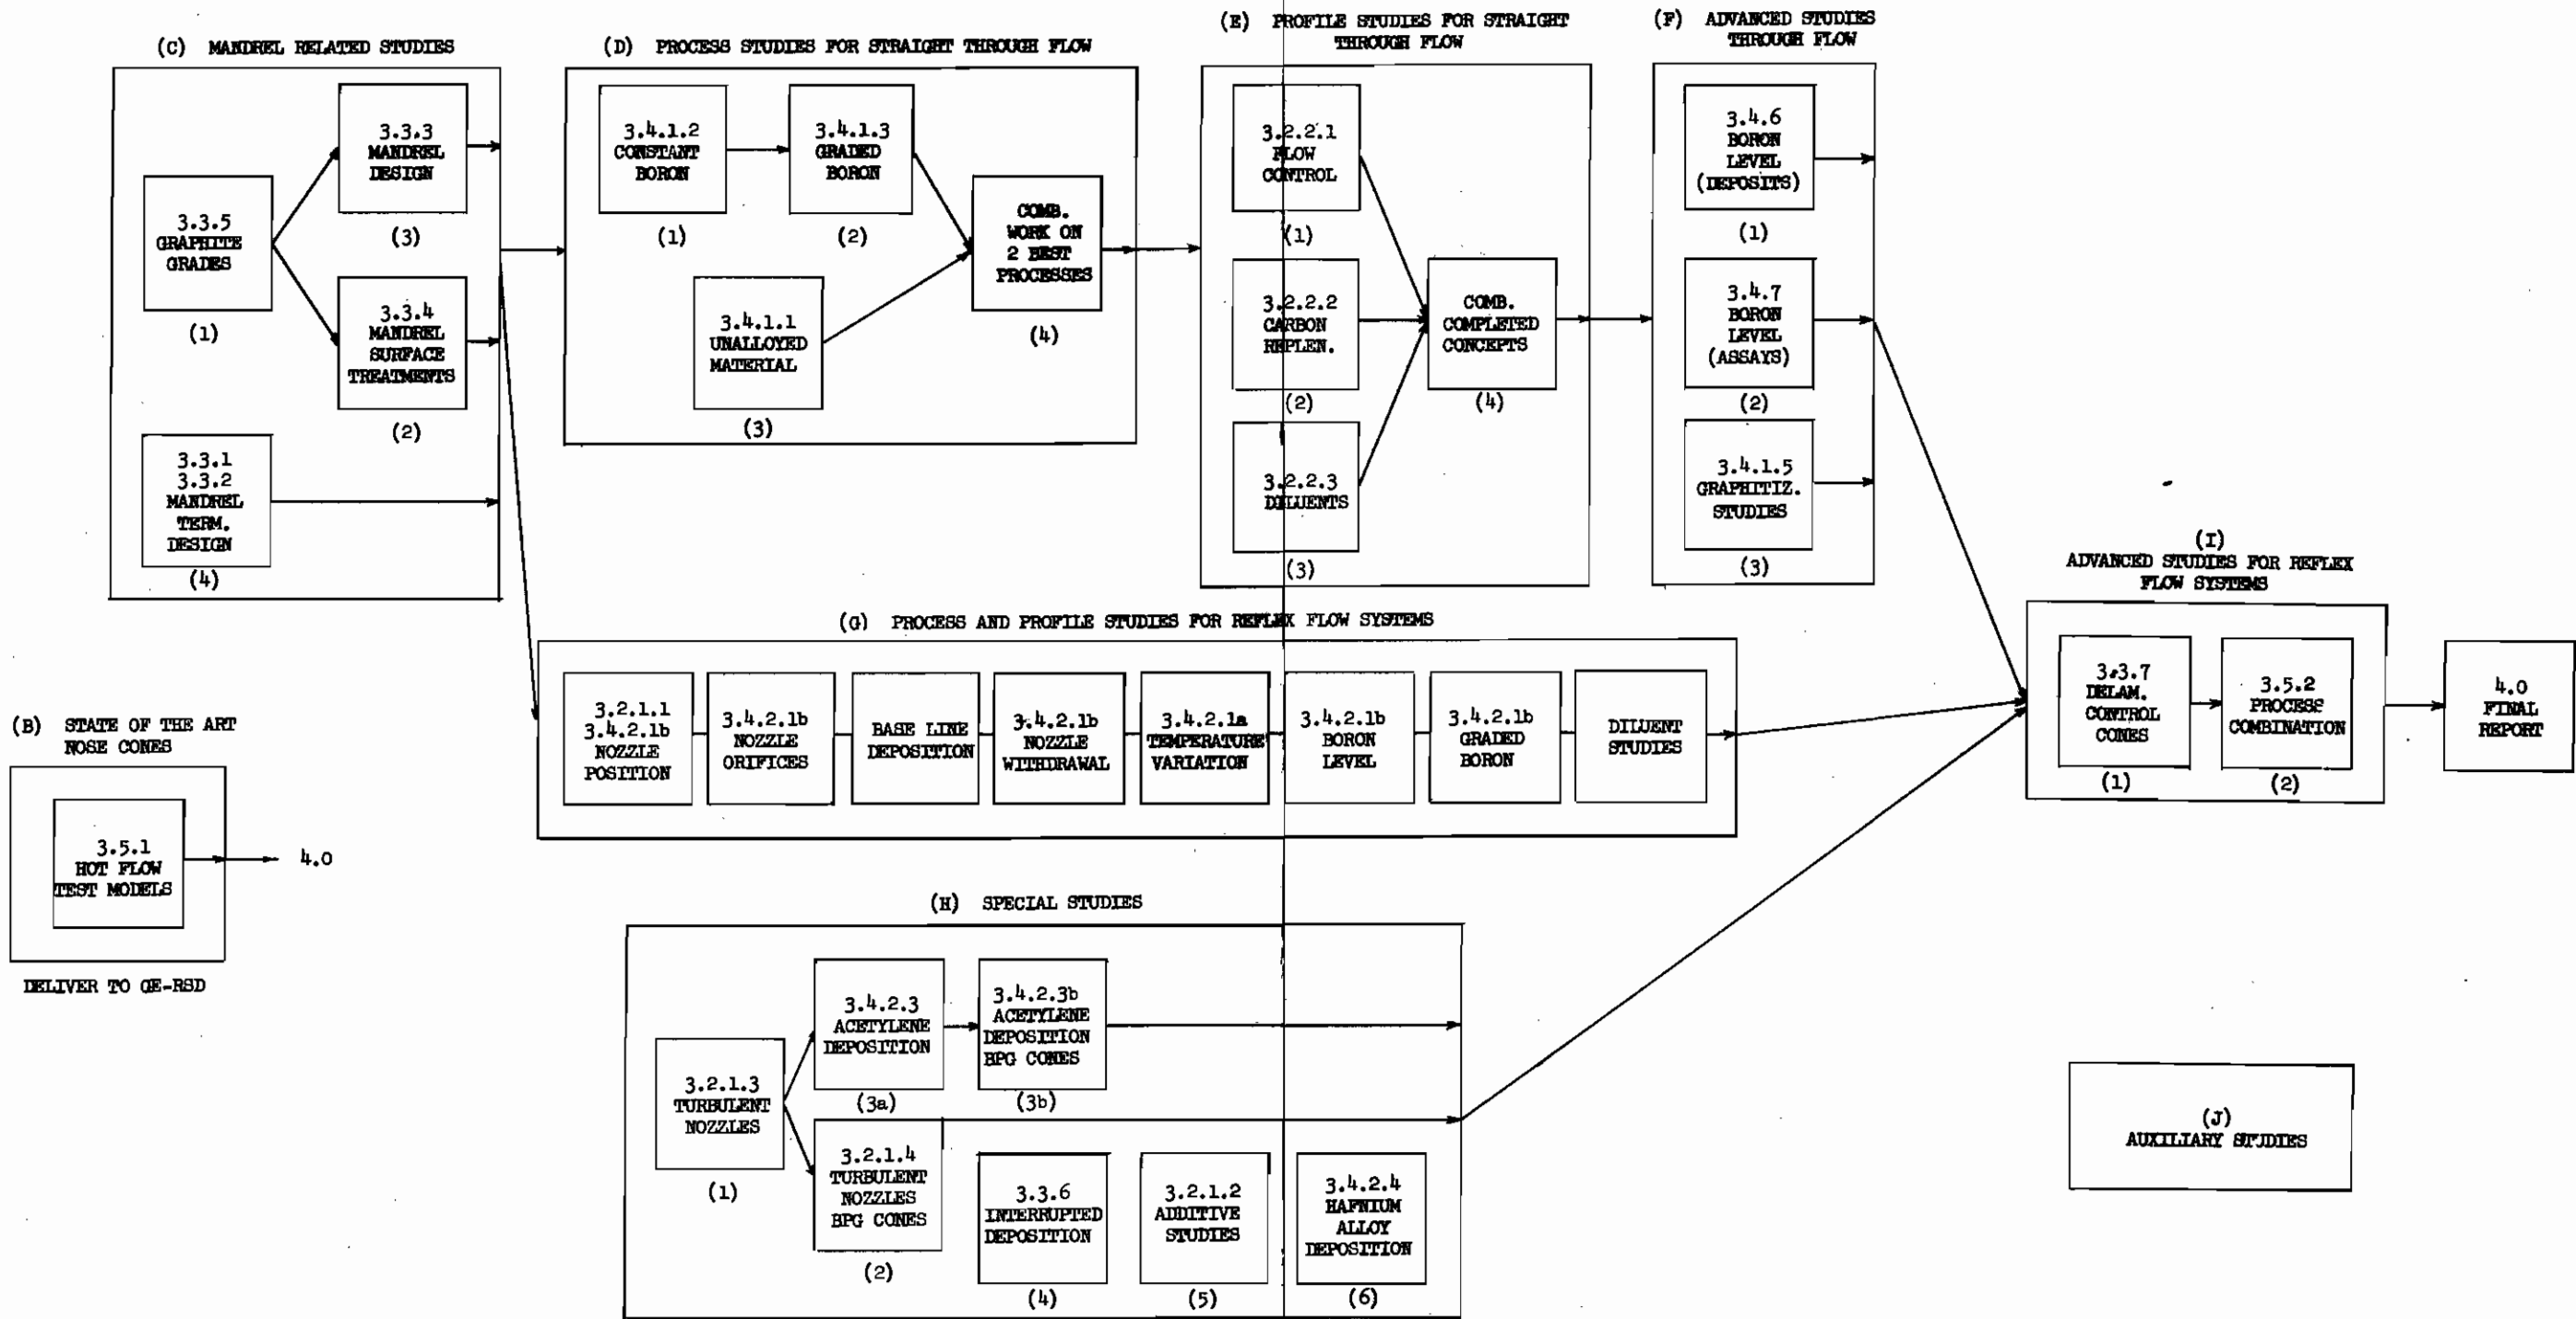 (C) MANDREL RELATED STUDIES
3.3.5
GRAPHITE
GRADES
(1)
3.3.3
MANDREL
DESIGN
(3)
3.3.4
MANDREL
SURFACE
TREATMENTS
(2)
3.3.1
3.3.2
MANDREL
TERM.
DESIGN
(4)
(D) PROCESS STUDIES FOR STRAIGHT THROUGH FLOW
3.4.1.2
CONSTANT
BORON
(1)
3.4.1.3
GRADED
BORON
(2)
3.4.1.1
UNALLOYED
MATERIAL
(3)
COMB.
WORK ON
2 BEST
PROCESSES
(4)
(E) PROFILE STUDIES FOR STRAIGHT
THROUGH FLOW
3.2.2.1
FLOW
CONTROL
(1)
3.2.2.2
CARBON
REPLEN.
(2)
3.2.2.3
DILUENTS
(3)
COMB.
COMPLETED
CONCEPTS
(4)
(F) ADVANCED STUDIES
THROUGH FLOW
3.4.6
BORON
LEVEL
(DEPOSITS)
(1)
3.4.7
BORON
LEVEL
(ASSAYS)
(2)
3.4.1.5
GRAPHITIZ.
STUDIES
(3)
(G) PROCESS AND PROFILE STUDIES FOR REFLEX FLOW SYSTEMS
3.2.1.1
3.4.2.1b
NOZZLE
POSITION
3.4.2.1b
NOZZLE
ORIFICES
BASE LINE
DEPOSITION
3.4.2.1b
NOZZLE
WITHDRAWAL
3.4.2.1a
TEMPERATURE
VARIATION
3.4.2.1b
BORON
LEVEL
3.4.2.1b
GRADED
BORON
DILUENT
STUDIES
(I)
ADVANCED STUDIES FOR REFLEX
FLOW SYSTEMS
3.3.7
DELAM.
CONTROL
CONES
(1)
3.5.2
PROCESS
COMBINATION
(2)
4.0
FINAL
REPORT
(B) STATE OF THE ART
NOSE CONES
3.5.1
HOT FLOW
TEST MODELS
4.0
DELIVER TO GE-RSD
(H) SPECIAL STUDIES
3.2.1.3
TURBULENT
NOZZLES
(1)
3.4.2.3
ACETYLENE
DEPOSITION
(3a)
3.4.2.3b
ACETYLENE
DEPOSITION
BPG CONES
(3b)
3.2.1.4
TURBULENT
NOZZLES
BPG CONES
(2)
3.3.6
INTERRUPTED
DEPOSITION
(4)
3.2.1.2
ADDITIVE
STUDIES
(5)
3.4.2.4
HAFNIUM
ALLOY
DEPOSITION
(6)
(J)
AUXILIARY STUDIES